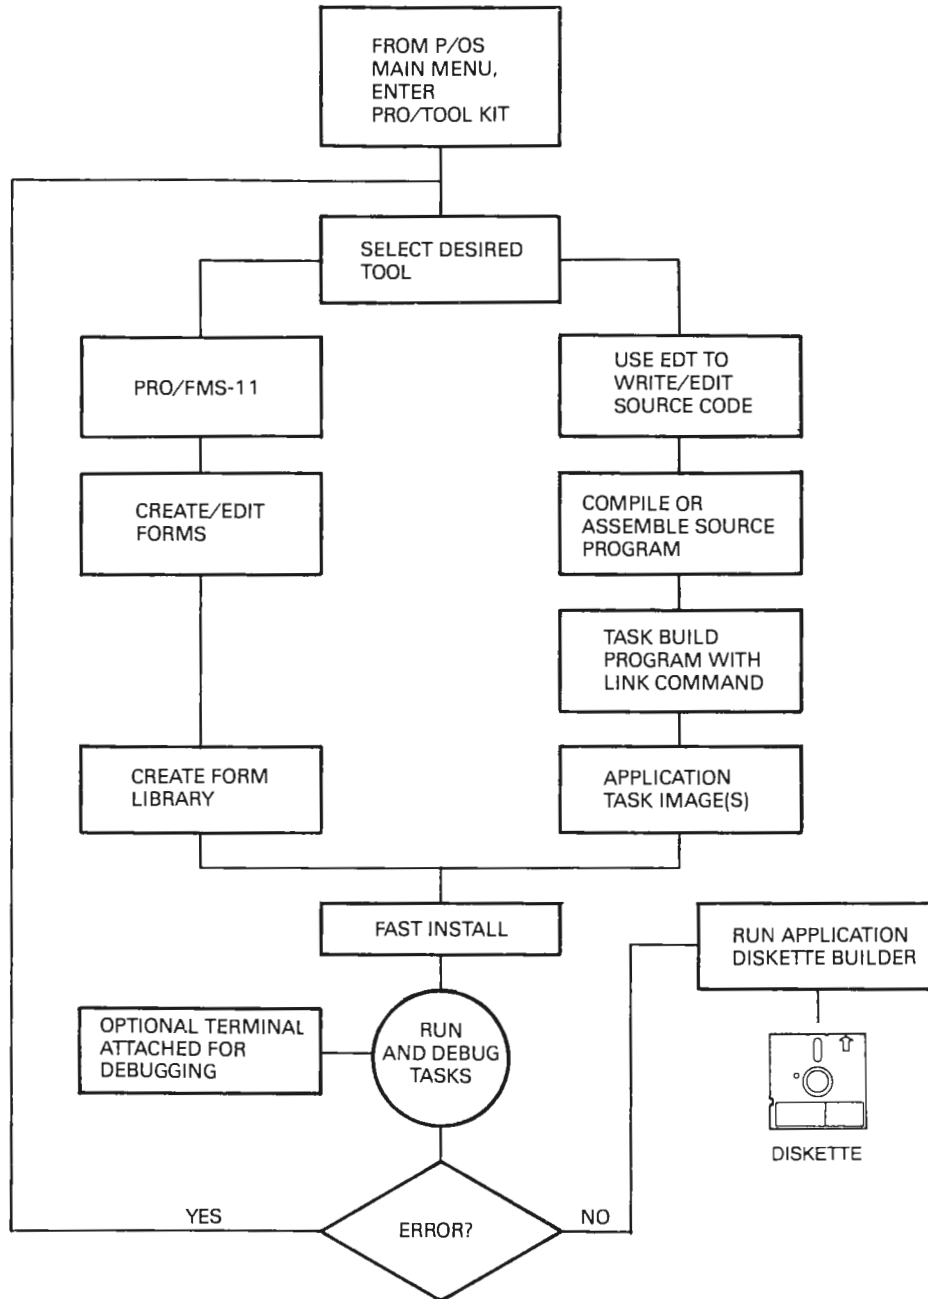 FROM P/OS
MAIN MENU,
ENTER
PRO/TOOL KIT
SELECT DESIRED
TOOL
PRO/FMS-11
USE EDT TO
WRITE/EDIT
SOURCE CODE
CREATE/EDIT
FORMS
COMPILE OR
ASSEMBLE SOURCE
PROGRAM
TASK BUILD
PROGRAM WITH
LINK COMMAND
CREATE FORM
LIBRARY
APPLICATION
TASK IMAGE(S)
FAST INSTALL
RUN APPLICATION
DISKETTE BUILDER
OPTIONAL TERMINAL
ATTACHED FOR
DEBUGGING
RUN
AND DEBUG
TASKS
DISKETTE
YES
ERROR?
NO